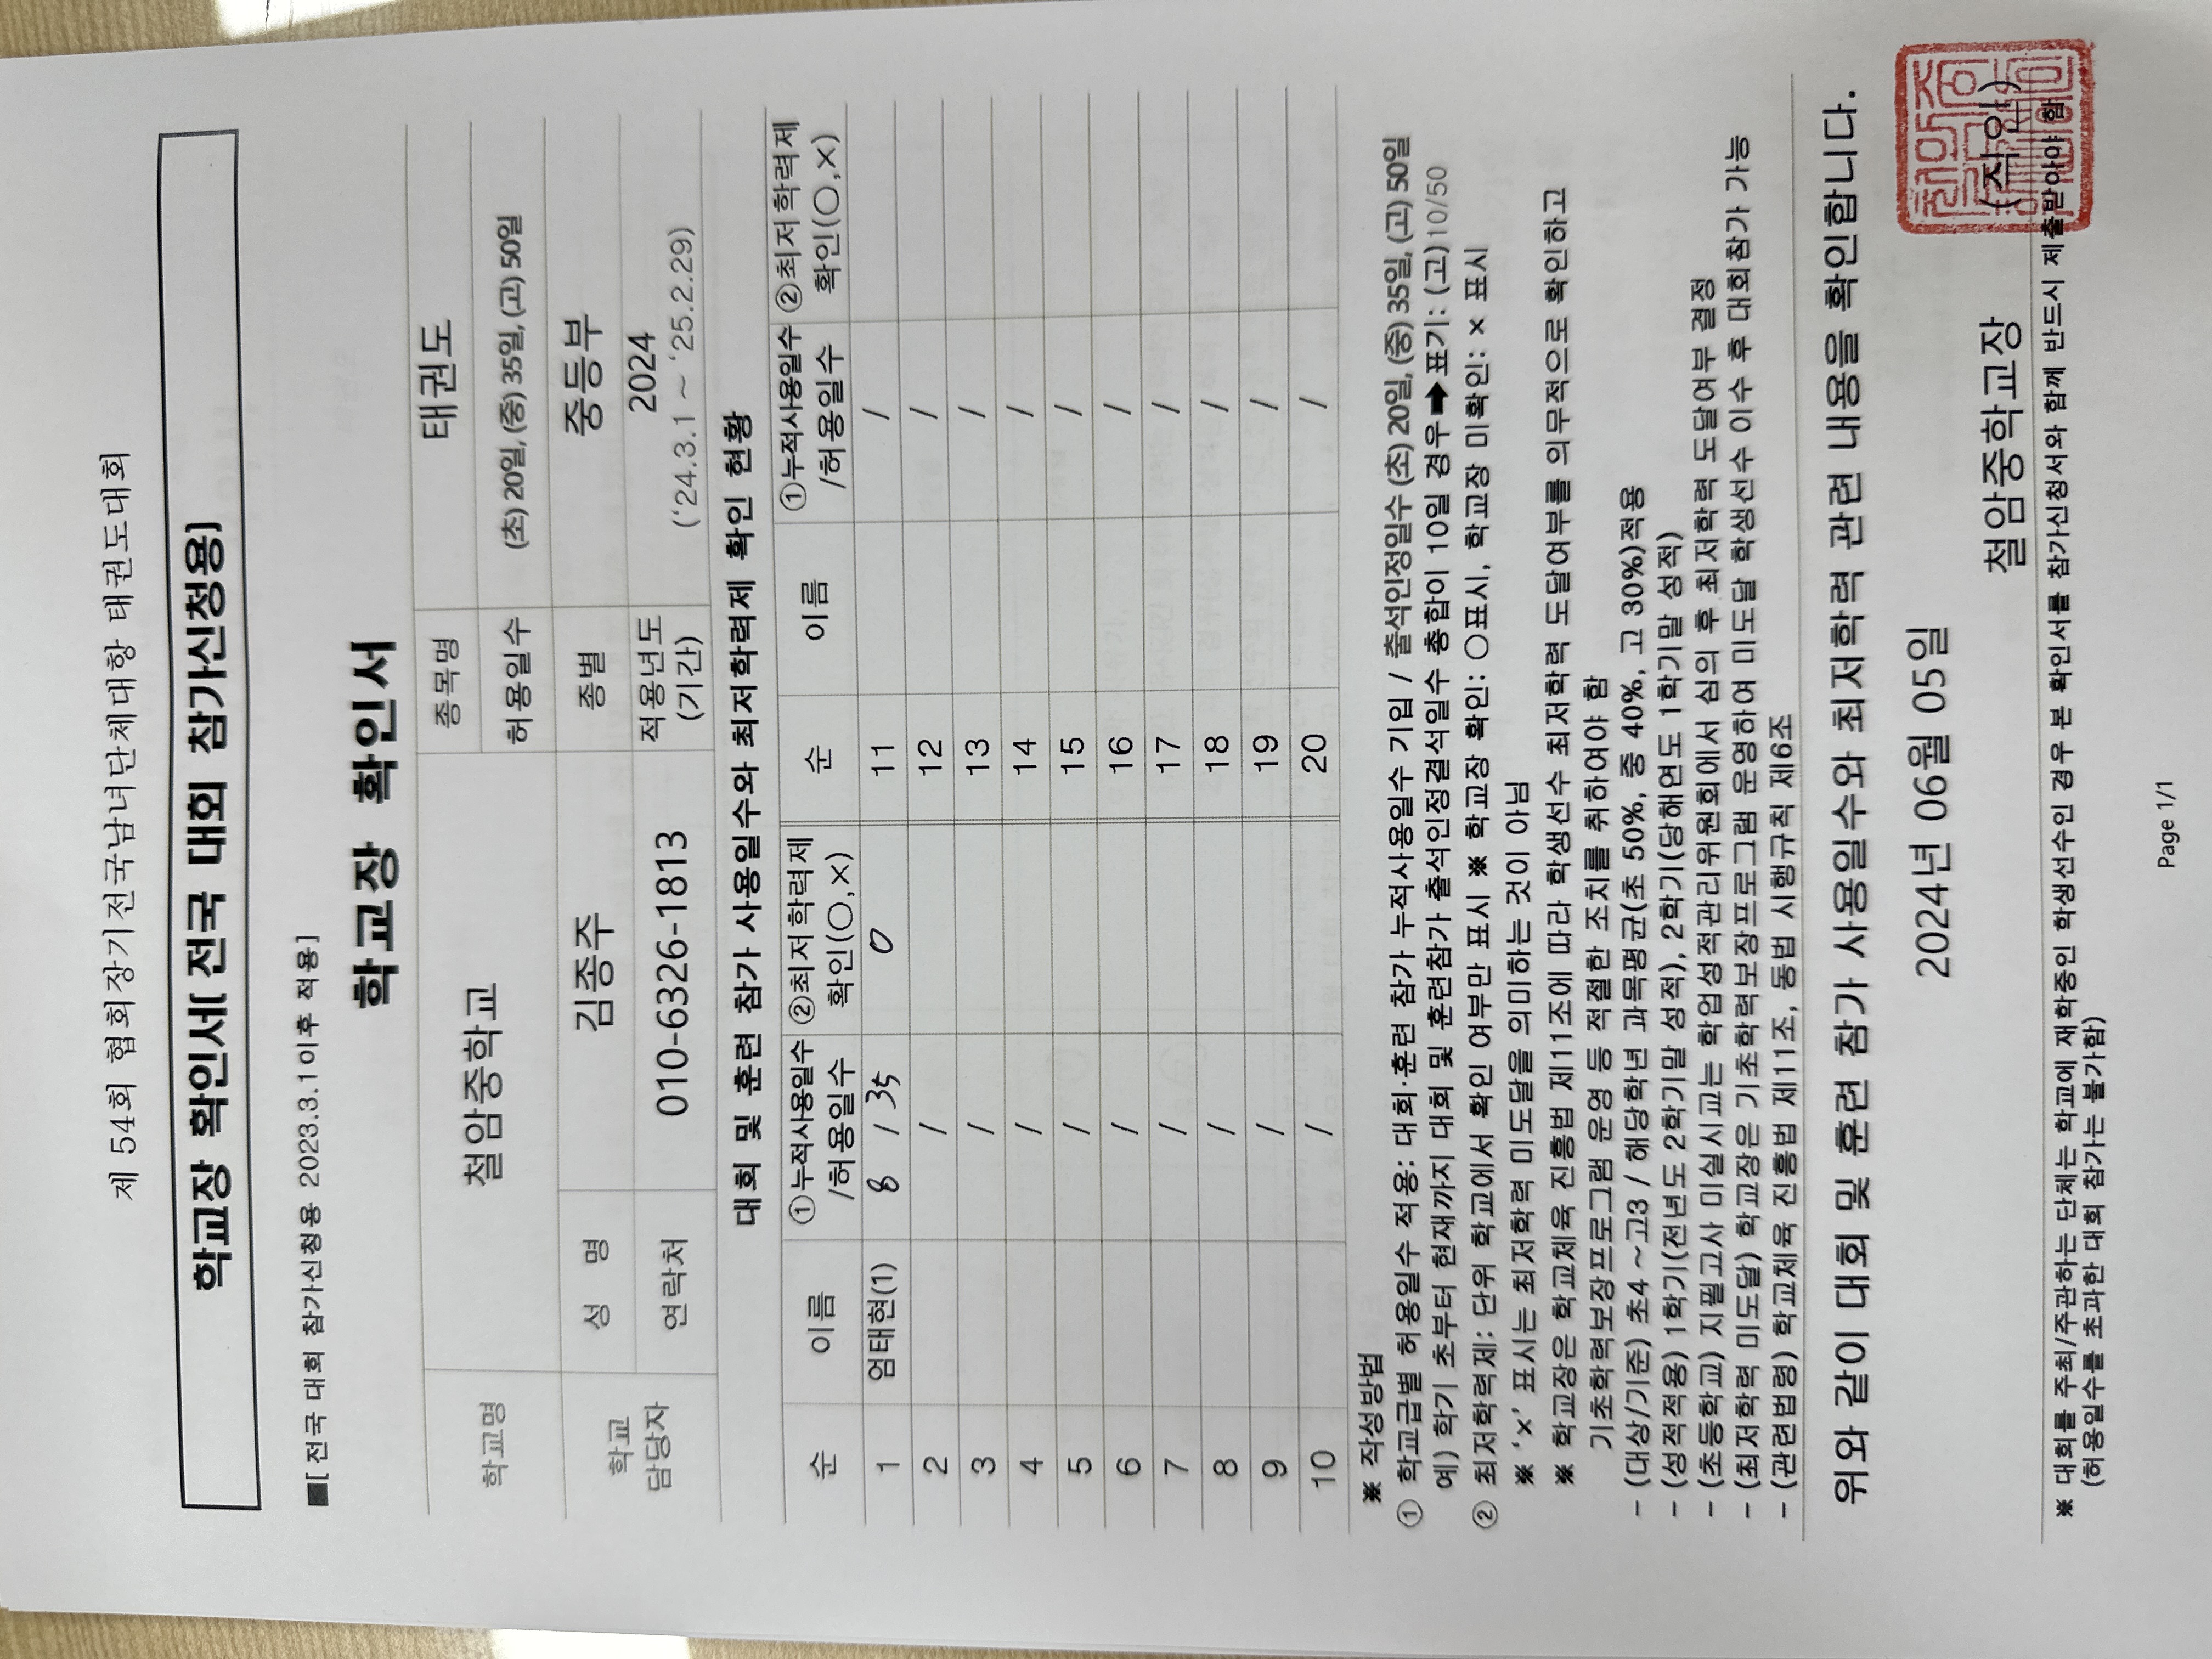 제 54회 협회장기전국남녀단체대항 태권도대회
학교장 확인서[ 전국 대회 참가신청용]
■[ 전국 대회 참가신청용 2023.3.1이후 적용]
학교장 확인서
학교명 철암중학교 종목명 태권도
허용일수 (초) 20일, (중) 35일, (고) 50일
학교 담당자 성 명 김종주 종별 중등부
연락처 010-6326-1813 적용년도 (기간) 2024 (‘24.3.1 ~ ‘25.2.29)
대회 및 훈련 참가 사용일수와 최저학력제 확인 현황
순 이름 ①누적사용일수 /허용일수 ②최저학력제 확인(○,×) 순 이름 ①누적사용일수 /허용일수 ②최저학력제 확인(○,×)
1 엄태현(1) 8 / 35 0 11 /
2 / 12 /
3 / 13 /
4 / 14 /
5 / 15 /
6 / 16 /
7 / 17 /
8 / 18 /
9 / 19 /
10 / 20 /
※ 작성방법
① 학교급별 허용일수 적용: 대회·훈련 참가 누적사용일수 기입 / 출석인정일수 (초) 20일, (중) 35일, (고) 50일
예) 학기 초부터 현재까지 대회 및 훈련참가 출석인정결석일수 총합이 10일 경우 ➡ 표기: (고)10/50
② 최저학력제: 단위 학교에서 확인 여부만 표시 ※ 학교장 확인: ○표시, 학교장 미확인: × 표시
※ ‘×’ 표시는 최저학력 미도달을 의미하는 것이 아님
※ 학교장은 학교체육 진흥법 제11조에 따라 학생선수 최저학력 도달여부를 의무적으로 확인하고
기초학력보장프로그램 운영 등 적절한 조치를 취하여야 함
- (대상/기준) 초4 ~고3 / 해당학년 과목평균(초 50%, 중 40%, 고 30%)적용
- (성적적용) 1학기(전년도 2학기말 성적), 2학기(당해연도 1학기말 성적)
- (초등학교) 지필고사 미실시교는 학업성적관리위원회에서 심의 후 최저학력 도달여부 결정
- (최저학력 미도달) 학교장은 기초학력보장프로그램 운영하여 미도달 학생선수 이수 후 대회참가 가능
- (관련법령) 학교체육 진흥법 제11조, 동법 시행규칙 제6조
위와 같이 대회 및 훈련 참가 사용일수와 최저학력 관련 내용을 확인합니다.
2024년 06월 05일
철암중학교장 (직인)
※ 대회를 주최/주관하는 단체는 학교에 재학중인 학생선수인 경우 본 확인서를 참가신청서와 함께 반드시 제출받아야 함
(허용일수를 초과한 대회 참가는 불가함)
Page 1/1